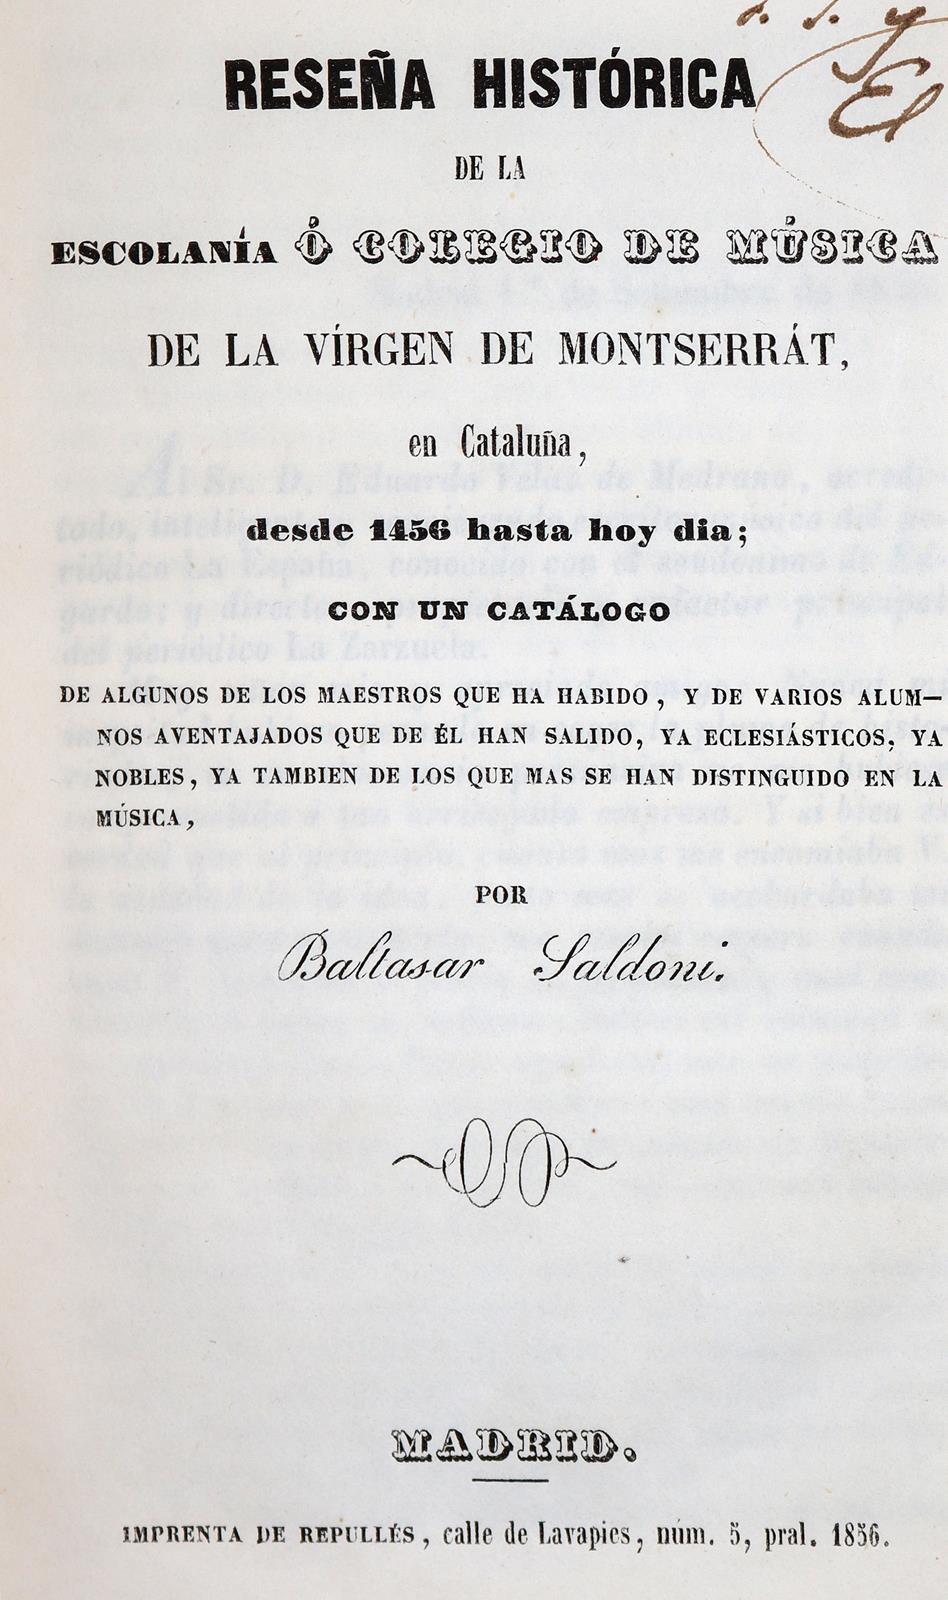 RESEÑA HISTÓRICA
DE LA
ESCOLANÍA Ó COLEGIO DE MÚSICA
DE LA VÍRGEN DE MONTSERRÁT,
en Cataluña,
desde 1456 hasta hoy dia;
CON UN CATÁLOGO
DE ALGUNOS DE LOS MAESTROS QUE HA HABIDO, Y DE VARIOS ALUM-
NOS AVENTAJADOS QUE DE ÉL HAN SALIDO, YA ECLESIÁSTICOS, YA
NOBLES, YA TAMBIEN DE LOS QUE MAS SE HAN DISTINGUIDO EN LA
MÚSICA,
POR
Baltasar Saldoni.
MADRID.
IMPRENTA DE REPULLÉS, calle de Lavapies, núm. 5, pral. 1856.